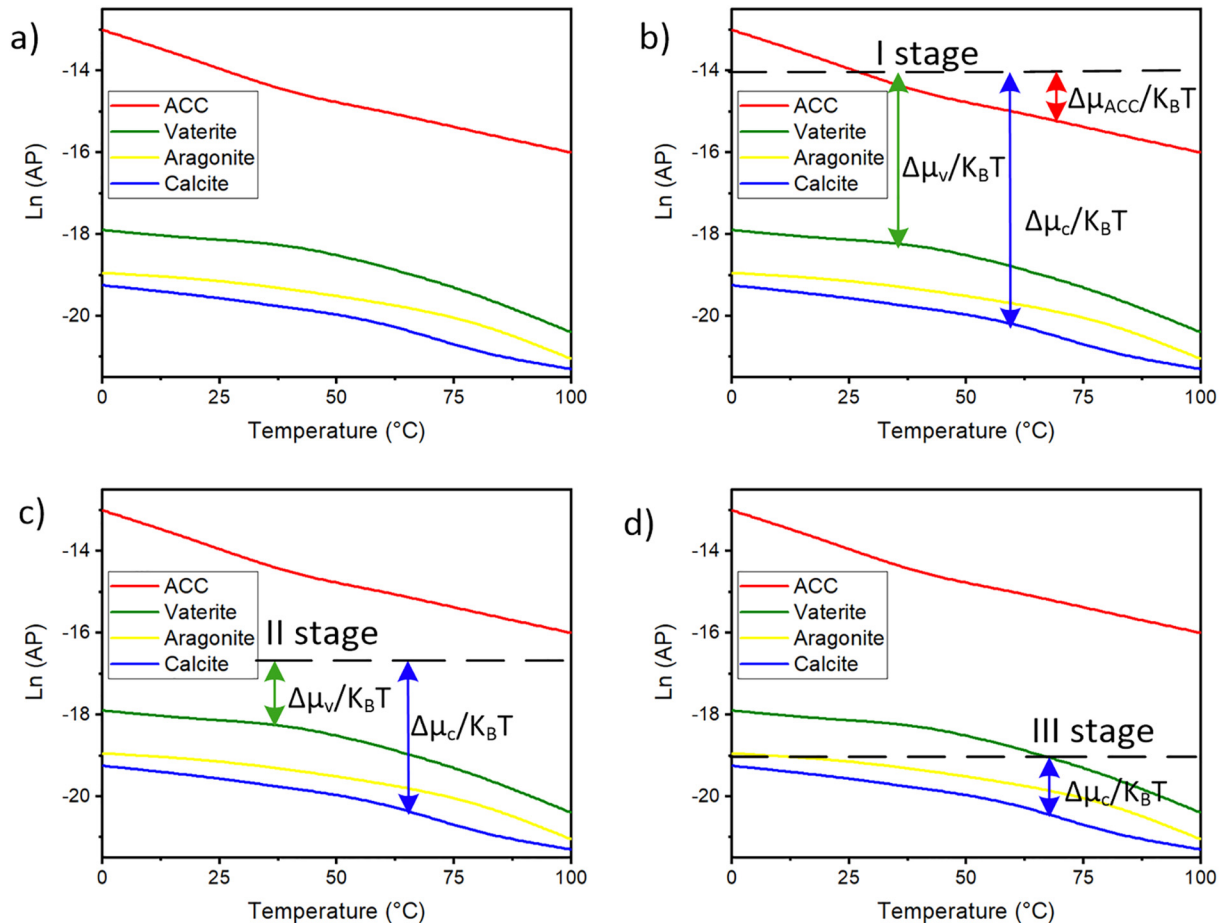 a)
Ln (AP)
-14
-16
-18
-20
ACC
Vaterite
Aragonite
Calcite
0
25
50
75
100
Temperature (°C)
b)
I stage
Ln (AP)
-14
-16
-18
-20
ACC
Vaterite
Aragonite
Calcite
Δμ_ACC/K_BT
Δμ_v/K_BT
Δμ_c/K_BT
0
25
50
75
100
Temperature (°C)
c)
Ln (AP)
-14
-16
-18
-20
ACC
Vaterite
Aragonite
Calcite
II stage
Δμ_v/K_BT
Δμ_c/K_BT
0
25
50
75
100
Temperature (°C)
d)
Ln (AP)
-14
-16
-18
-20
ACC
Vaterite
Aragonite
Calcite
III stage
Δμ_c/K_BT
0
25
50
75
100
Temperature (°C)